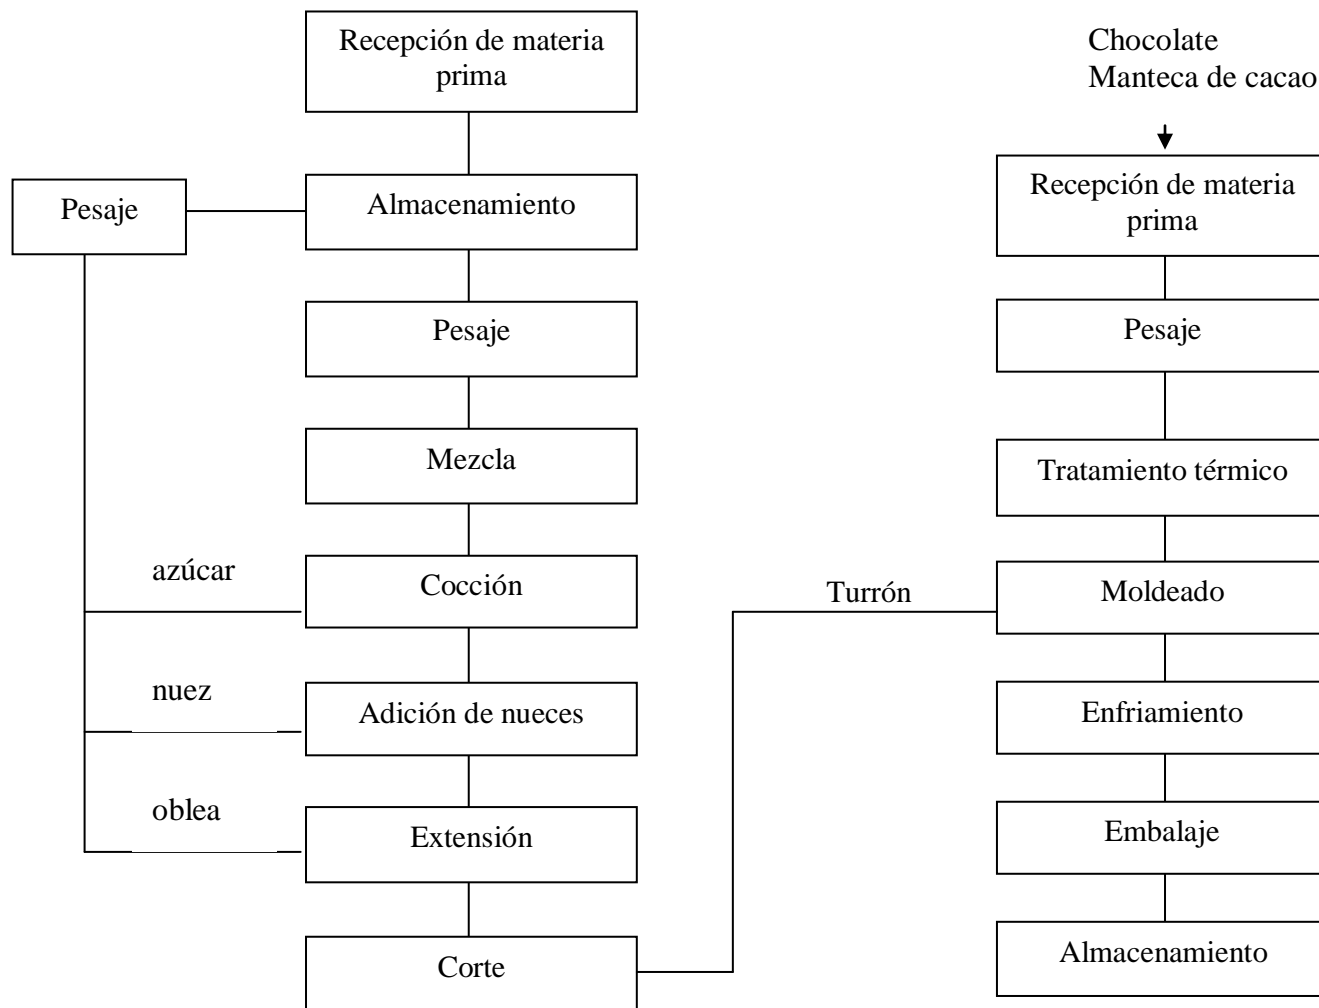 Recepción de materia
prima
Almacenamiento
Pesaje
Pesaje
Mezcla
azúcar
Cocción
nuez
Adición de nueces
oblea
Extensión
Corte
Turrón
Chocolate
Manteca de cacao
Recepción de materia
prima
Pesaje
Tratamiento térmico
Moldeado
Enfriamiento
Embalaje
Almacenamiento